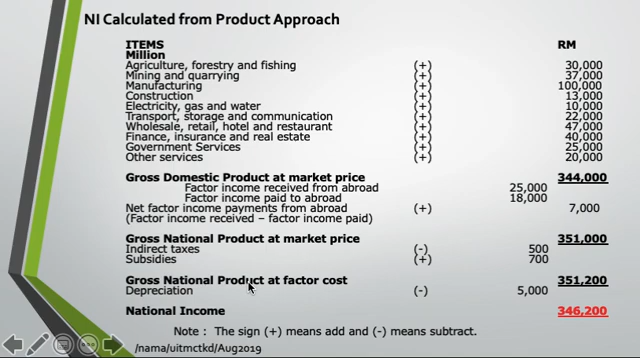 NI Calculated from Product Approach
ITEMS RM
Million
Agriculture, forestry and fishing (+) 30,000
Mining and quarrying (+) 37,000
Manufacturing (+) 100,000
Construction (+) 13,000
Electricity, gas and water (+) 10,000
Transport, storage and communication (+) 22,000
Wholesale, retail, hotel and restaurant (+) 47,000
Finance, insurance and real estate (+) 40,000
Government Services (+) 25,000
Other services (+) 20,000
Gross Domestic Product at market price 344,000
Factor income received from abroad 25,000
Factor income paid to abroad 18,000
Net factor income payments from abroad (+) 7,000
(Factor income received – factor income paid)
Gross National Product at market price 351,000
Indirect taxes (-) 500
Subsidies (+) 700
Gross National Product at factor cost 351,200
Depreciation (-) 5,000
National Income 346,200
Note : The sign (+) means add and (-) means subtract.
/nama/uitmctkd/Aug2019